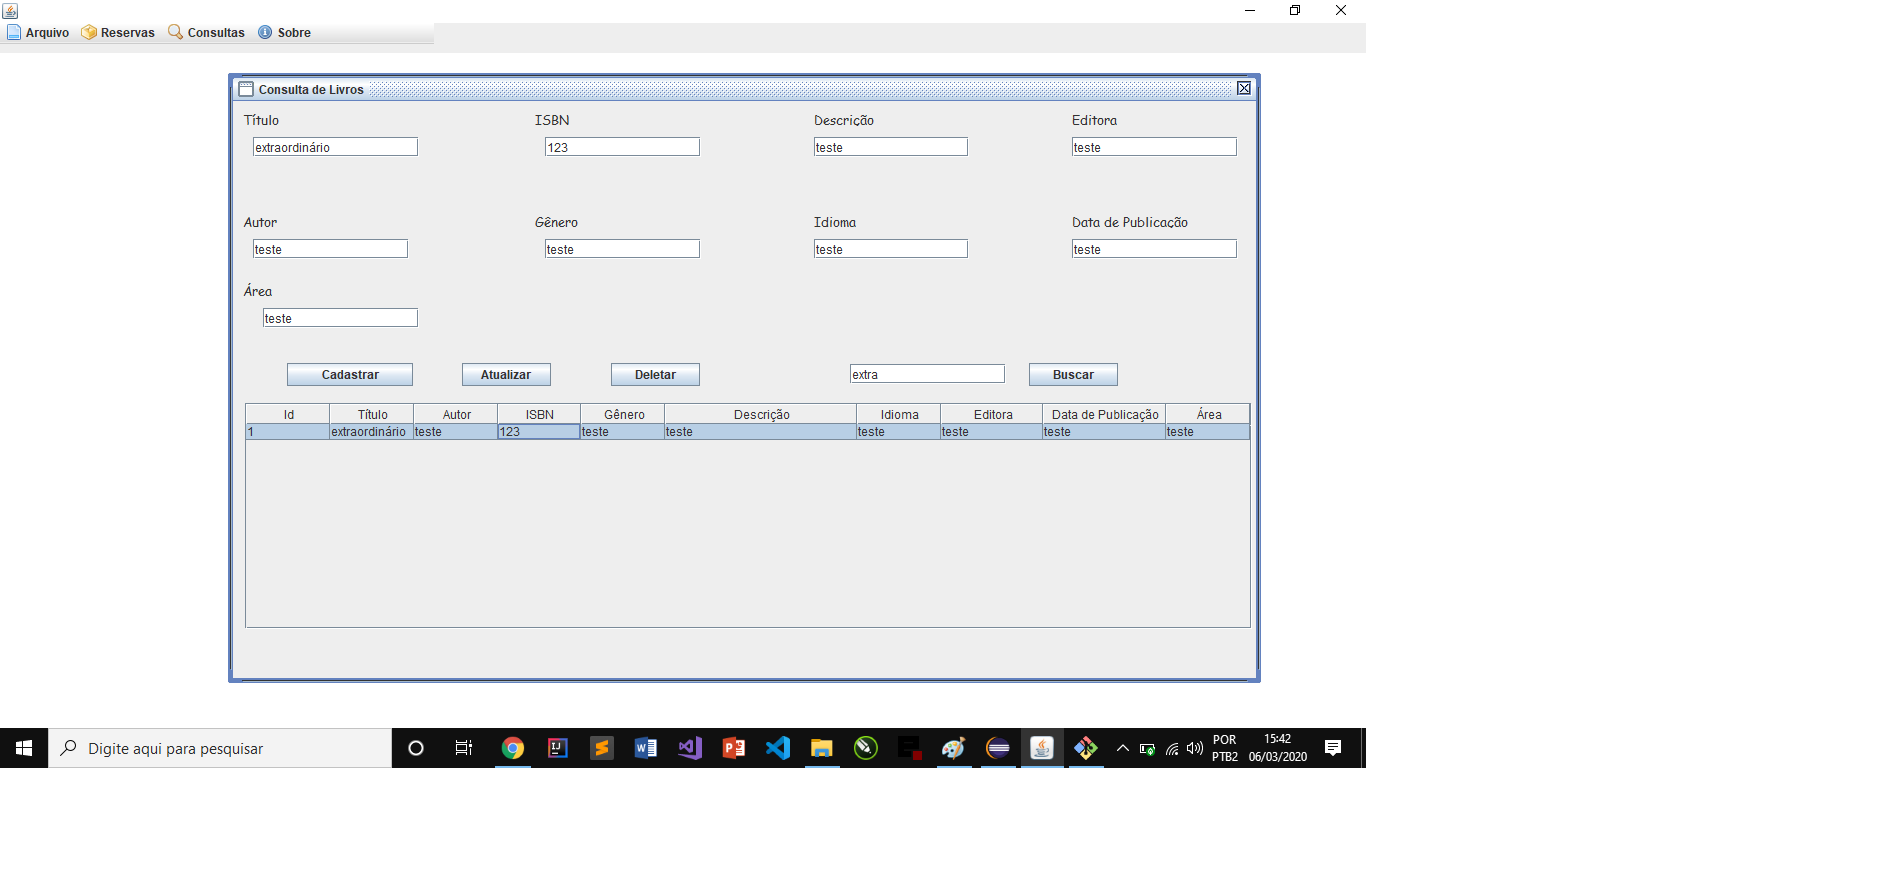 Arquivo Reservas Consultas Sobre
Consulta de Livros
Título ISBN Descrição Editora
extraordinário 123 teste teste
Autor Gênero Idioma Data de Publicação
teste teste teste teste
Área
teste
Cadastrar Atualizar Deletar extra Buscar
Id Título Autor ISBN Gênero Descrição Idioma Editora Data de Publicação Área
1 extraordinário teste 123 teste teste teste teste teste teste
Digite aqui para pesquisar
POR 15:42
PTB2 06/03/2020